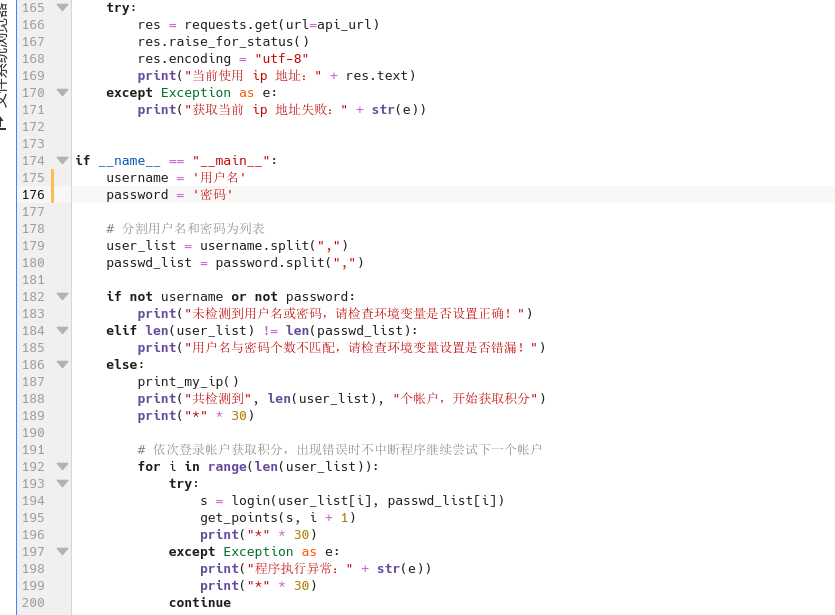 文件系统浏览器
165 try:
166 res = requests.get(url=api_url)
167 res.raise_for_status()
168 res.encoding = "utf-8"
169 print("当前使用 ip 地址：" + res.text)
170 except Exception as e:
171 print("获取当前 ip 地址失败：" + str(e))
172
173
174 if __name__ == "__main__":
175 username = '用户名'
176 password = '密码'
177
178 # 分割用户名和密码为列表
179 user_list = username.split(",")
180 passwd_list = password.split(",")
181
182 if not username or not password:
183 print("未检测到用户名或密码，请检查环境变量是否设置正确！")
184 elif len(user_list) != len(passwd_list):
185 print("用户名与密码个数不匹配，请检查环境变量设置是否错漏！")
186 else:
187 print_my_ip()
188 print("共检测到", len(user_list), "个帐户，开始获取积分")
189 print("*" * 30)
190
191 # 依次登录帐户获取积分，出现错误时不中断程序继续尝试下一个帐户
192 for i in range(len(user_list)):
193 try:
194 s = login(user_list[i], passwd_list[i])
195 get_points(s, i + 1)
196 print("*" * 30)
197 except Exception as e:
198 print("程序执行异常：" + str(e))
199 print("*" * 30)
200 continue